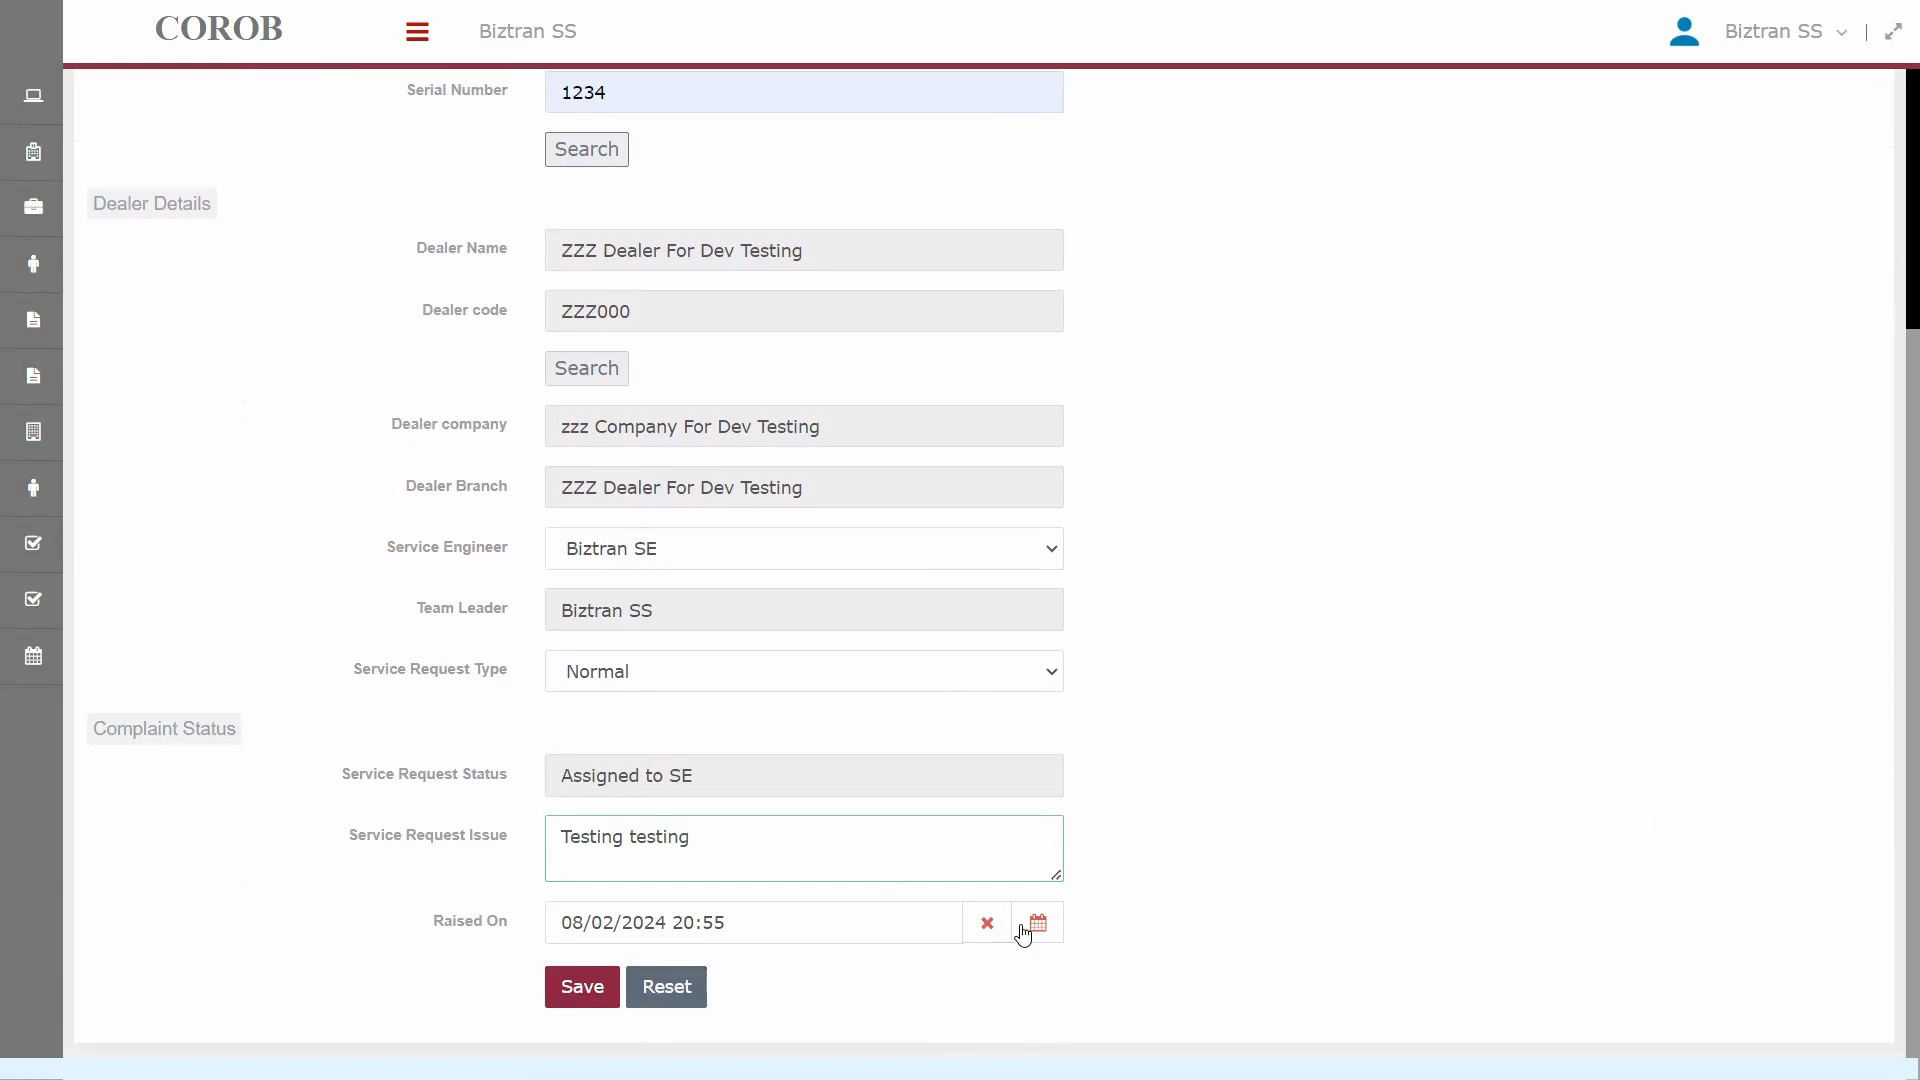 COROB
Biztran SS
Biztran SS
Serial Number
1234
Search
Dealer Details
Dealer Name
ZZZ Dealer For Dev Testing
Dealer code
ZZZ000
Search
Dealer company
zzz Company For Dev Testing
Dealer Branch
ZZZ Dealer For Dev Testing
Service Engineer
Biztran SE
Team Leader
Biztran SS
Service Request Type
Normal
Complaint Status
Service Request Status
Assigned to SE
Service Request Issue
Testing testing
Raised On
08/02/2024 20:55
Save
Reset